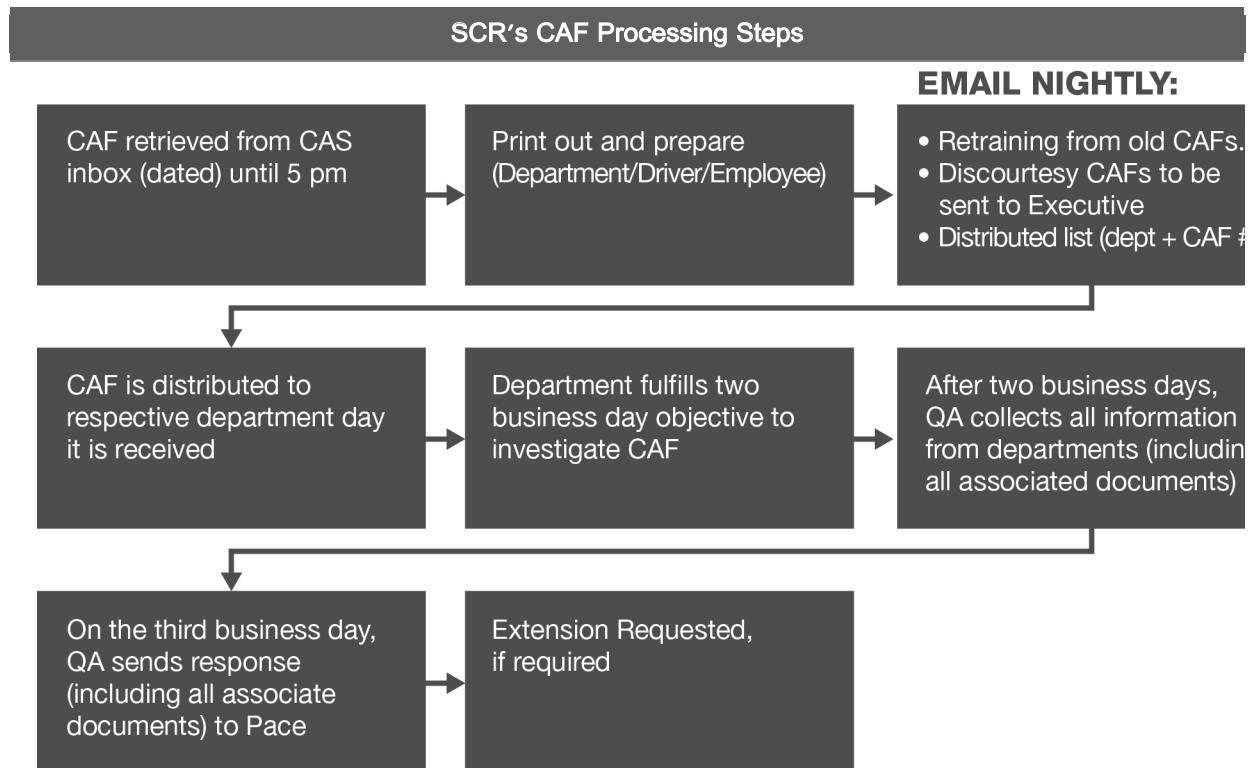 SCR's CAF Processing Steps
CAF retrieved from CAS
inbox (dated) until 5 pm
Print out and prepare
(Department/Driver/Employee)
EMAIL NIGHTLY:
• Retraining from old CAFs.
• Discourtesy CAFs to be
sent to Executive
• Distributed list (dept + CAF #
CAF is distributed to
respective department day
it is received
Department fulfills two
business day objective to
investigate CAF
After two business days,
QA collects all information
from departments (includin
all associated documents)
On the third business day,
QA sends response
(including all associate
documents) to Pace
Extension Requested,
if required